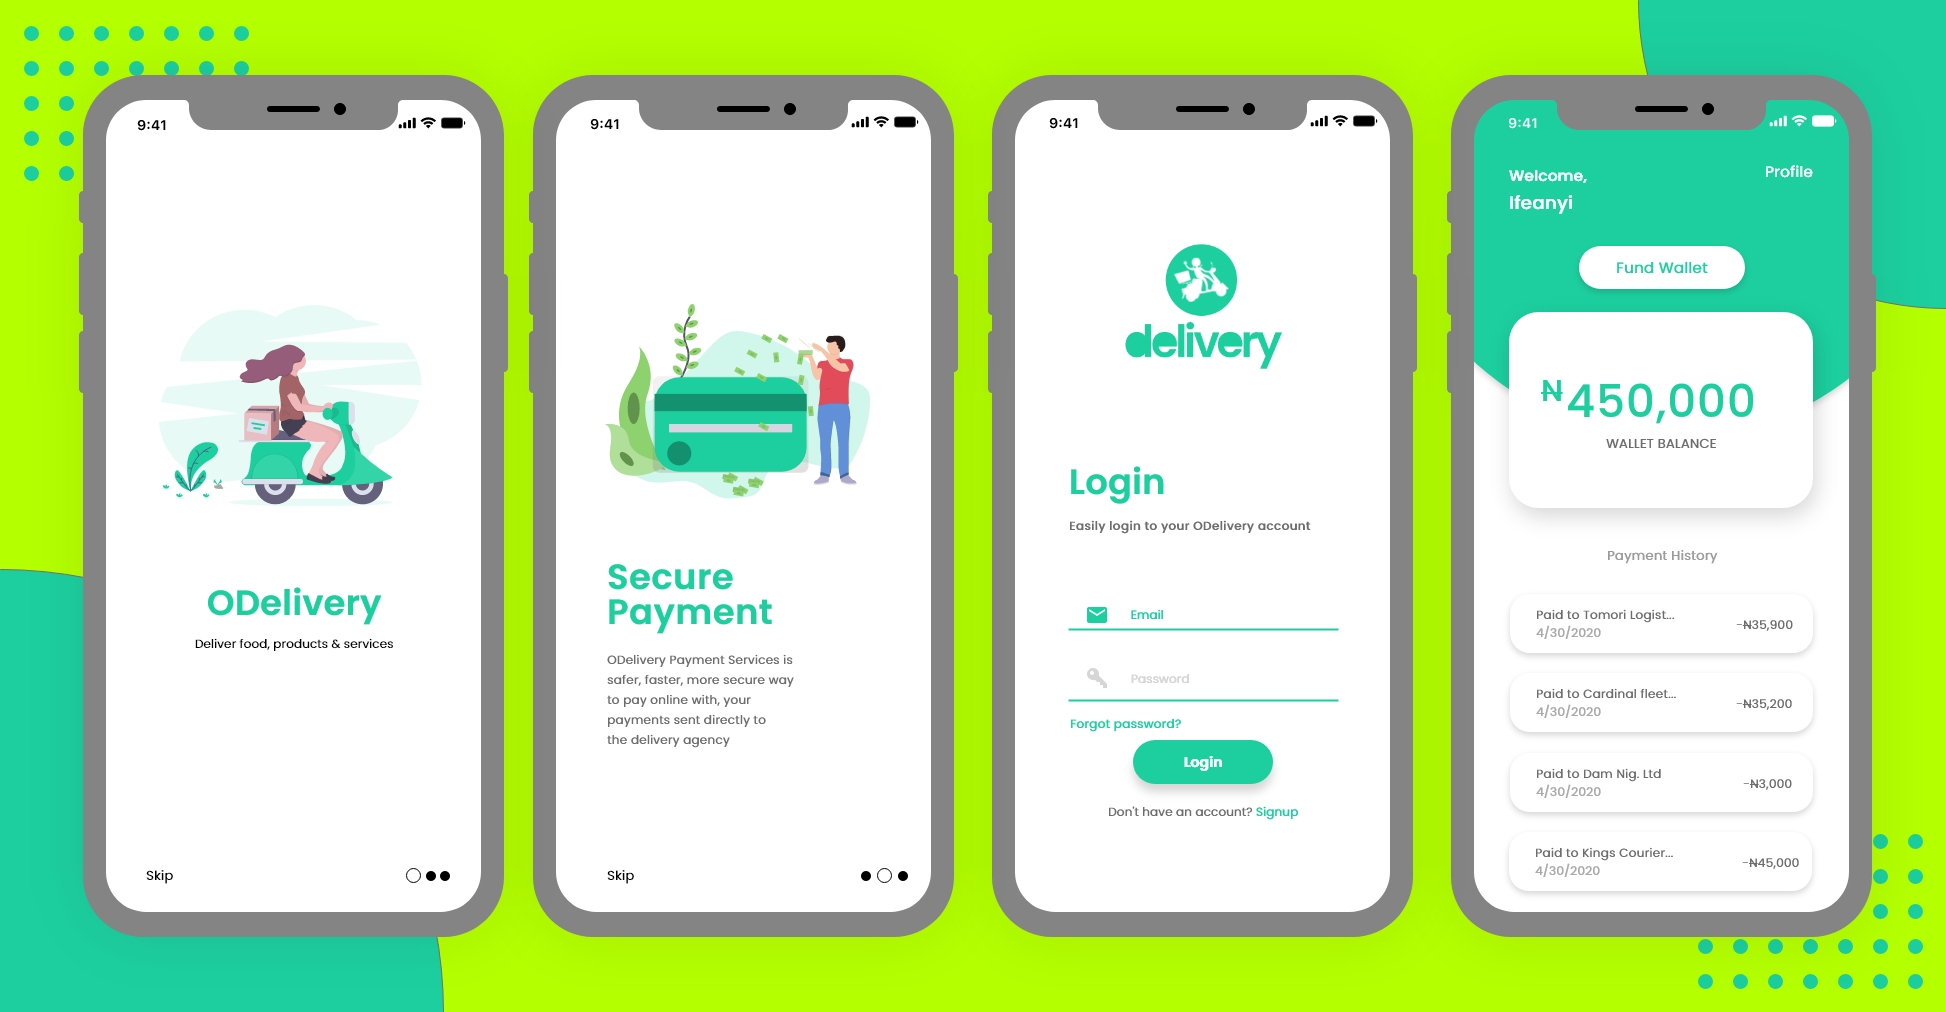 9:41
ODelivery
Deliver food, products & services
Skip
9:41
Secure
Payment
ODelivery Payment Services is
safer, faster, more secure way
to pay online with, your
payments sent directly to
the delivery agency
Skip
9:41
delivery
Login
Easily login to your ODelivery account
Email
Password
Forgot password?
Login
Don't have an account? Signup
9:41
Welcome,
Ifeanyi
Profile
Fund Wallet
₦450,000
WALLET BALANCE
Payment History
Paid to Tomori Logist...
4/30/2020
-₦35,900
Paid to Cardinal fleet...
4/30/2020
-₦35,200
Paid to Dam Nig. Ltd
4/30/2020
-₦3,000
Paid to Kings Courier...
4/30/2020
-₦45,000